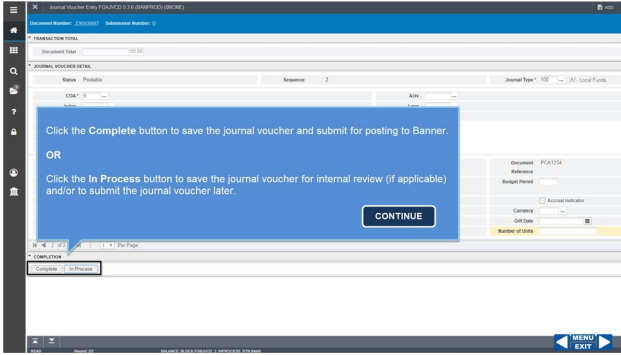 Journal Voucher Entry FGAJVCD 9.3.6 (BANPROD) (0NCINC)
ADD
Document Number: Submission Number: 0
TRANSACTION TOTAL
Document Total 100.00
JOURNAL VOUCHER DETAIL
Status Postable Sequence 2 Journal Type * 100 ... JV - Local Funds
COA * 9 ... Actv ...
Click the Complete button to save the journal voucher and submit for posting to Banner.
OR
Click the In Process button to save the journal voucher for internal review (if applicable)
and/or to submit the journal voucher later.
CONTINUE
Document PCA1234
Reference
Budget Period
Accrual Indicator
Currency ...
Gift Date
Number of Units
2 of 2 1 Per Page
COMPLETION
Complete In Process
READ Record: 2/2
MENU
EXIT